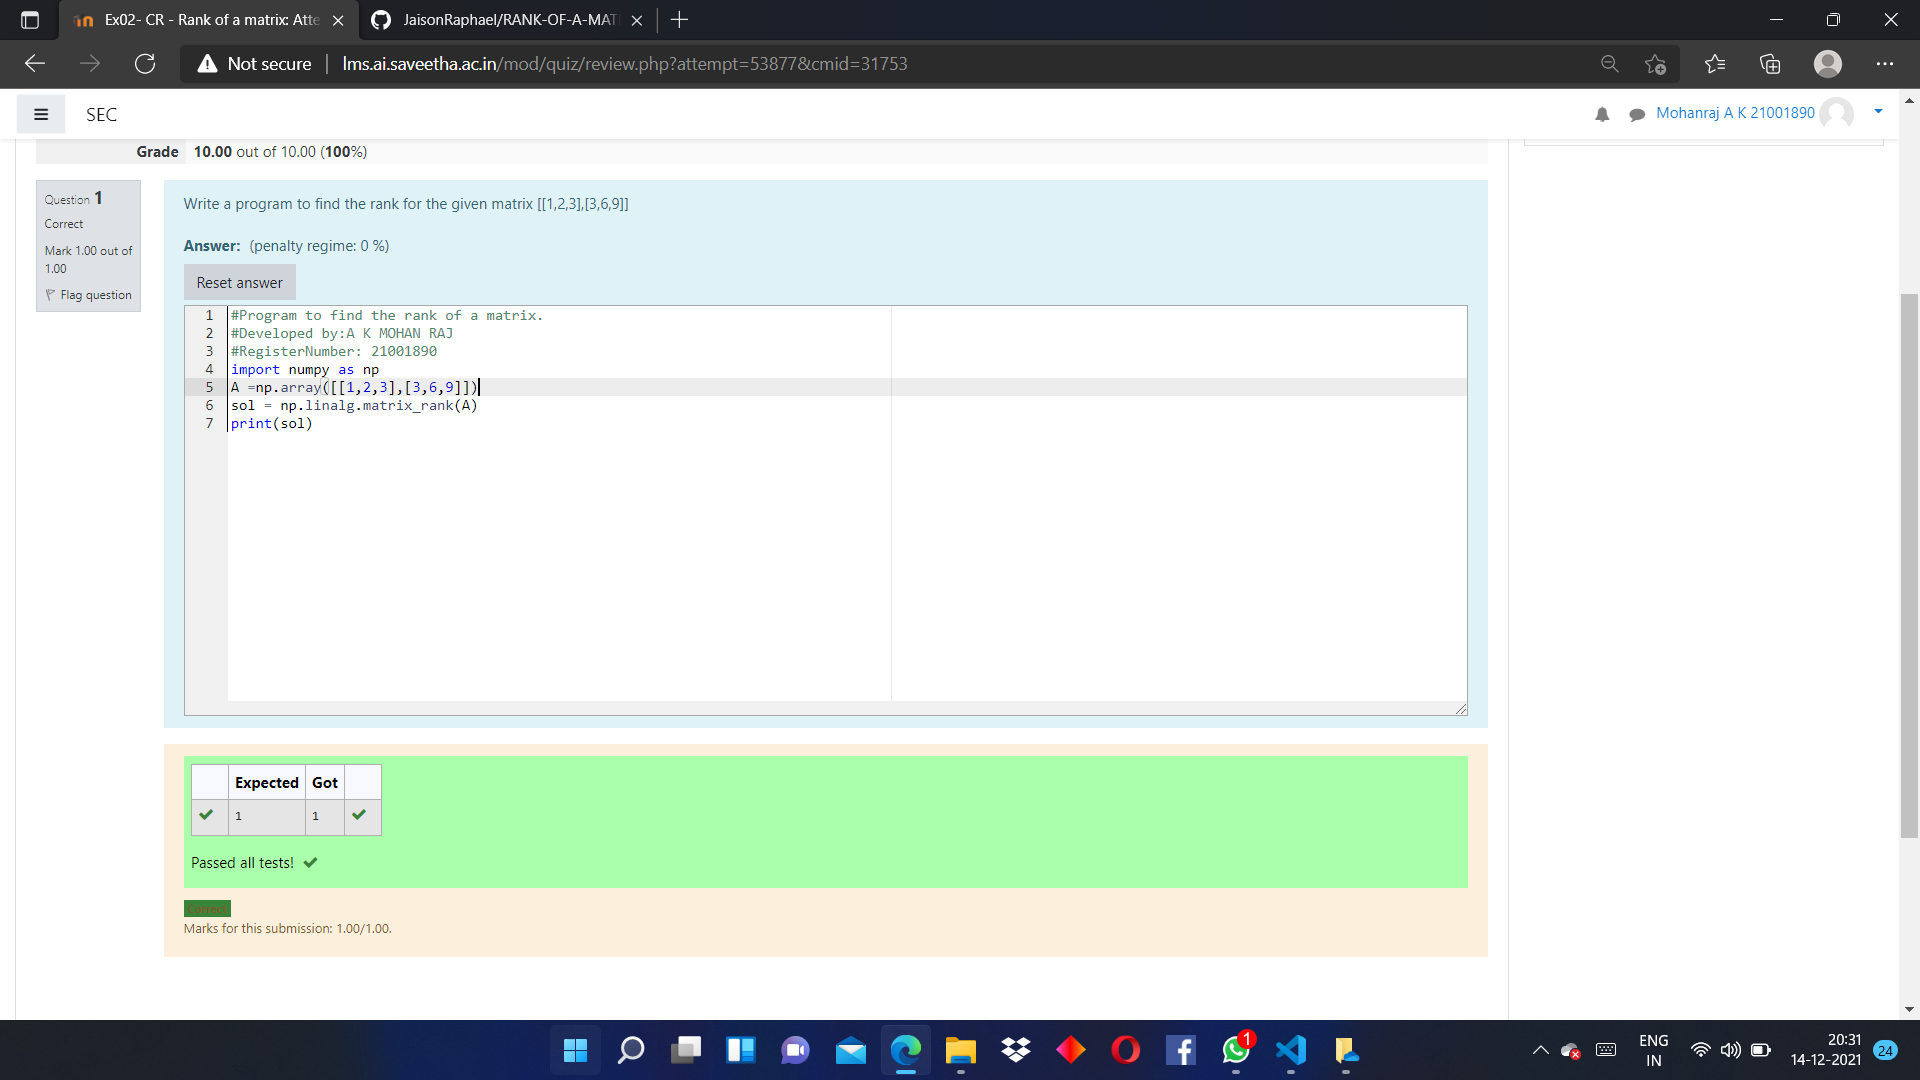 Ex02- CR - Rank of a matrix: Atte
JaisonRaphael/RANK-OF-A-MAT
Not secure
lms.ai.saveetha.ac.in/mod/quiz/review.php?attempt=53877&cmid=31753
SEC
Mohanraj A K 21001890
Grade 10.00 out of 10.00 (100%)
Question 1
Correct
Mark 1.00 out of
1.00
Flag question
Write a program to find the rank for the given matrix [[1,2,3],[3,6,9]]
Answer: (penalty regime: 0 %)
Reset answer
1 #Program to find the rank of a matrix.
2 #Developed by:A K MOHAN RAJ
3 #RegisterNumber: 21001890
4 import numpy as np
5 A =np.array([[1,2,3],[3,6,9]])
6 sol = np.linalg.matrix_rank(A)
7 print(sol)
Expected Got
1 1
Passed all tests!
Correct
Marks for this submission: 1.00/1.00.
1
ENG
IN
20:31
14-12-2021
24